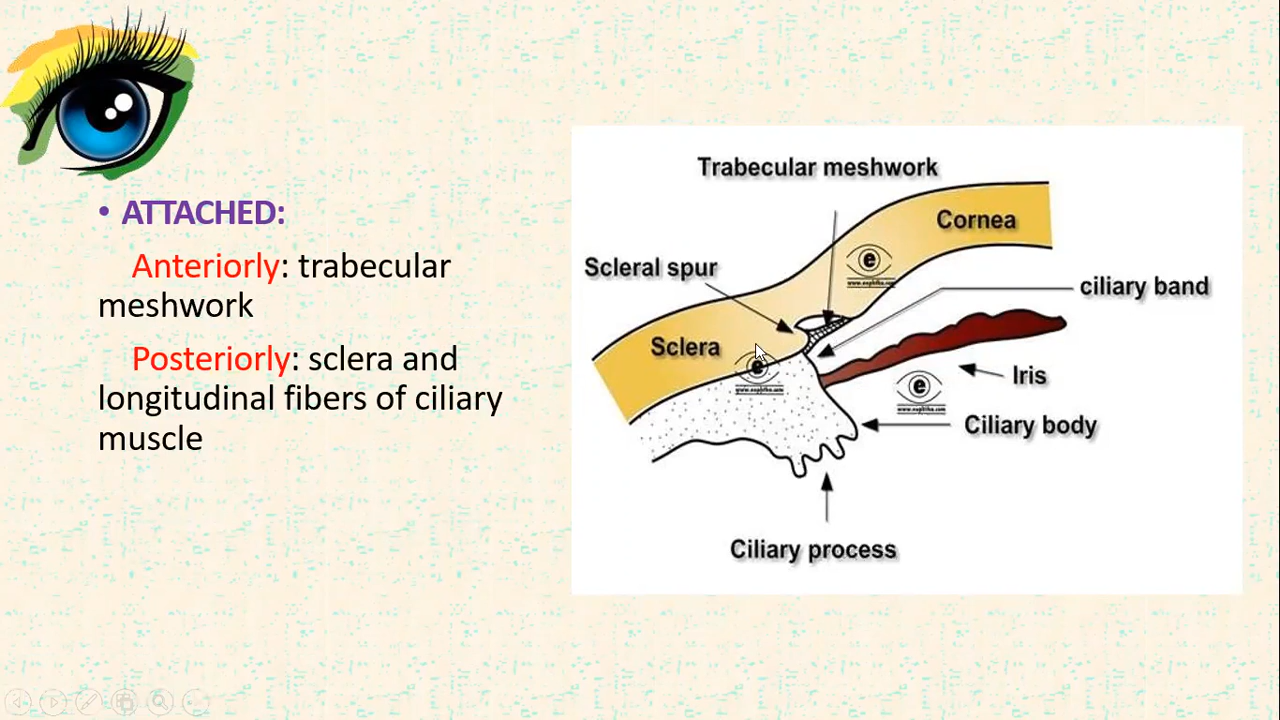 • ATTACHED:
Anteriorly: trabecular
meshwork
Posteriorly: sclera and
longitudinal fibers of ciliary
muscle
Trabecular meshwork
Cornea
Scleral spur
ciliary band
Sclera
Iris
Ciliary body
Ciliary process
e
e
e